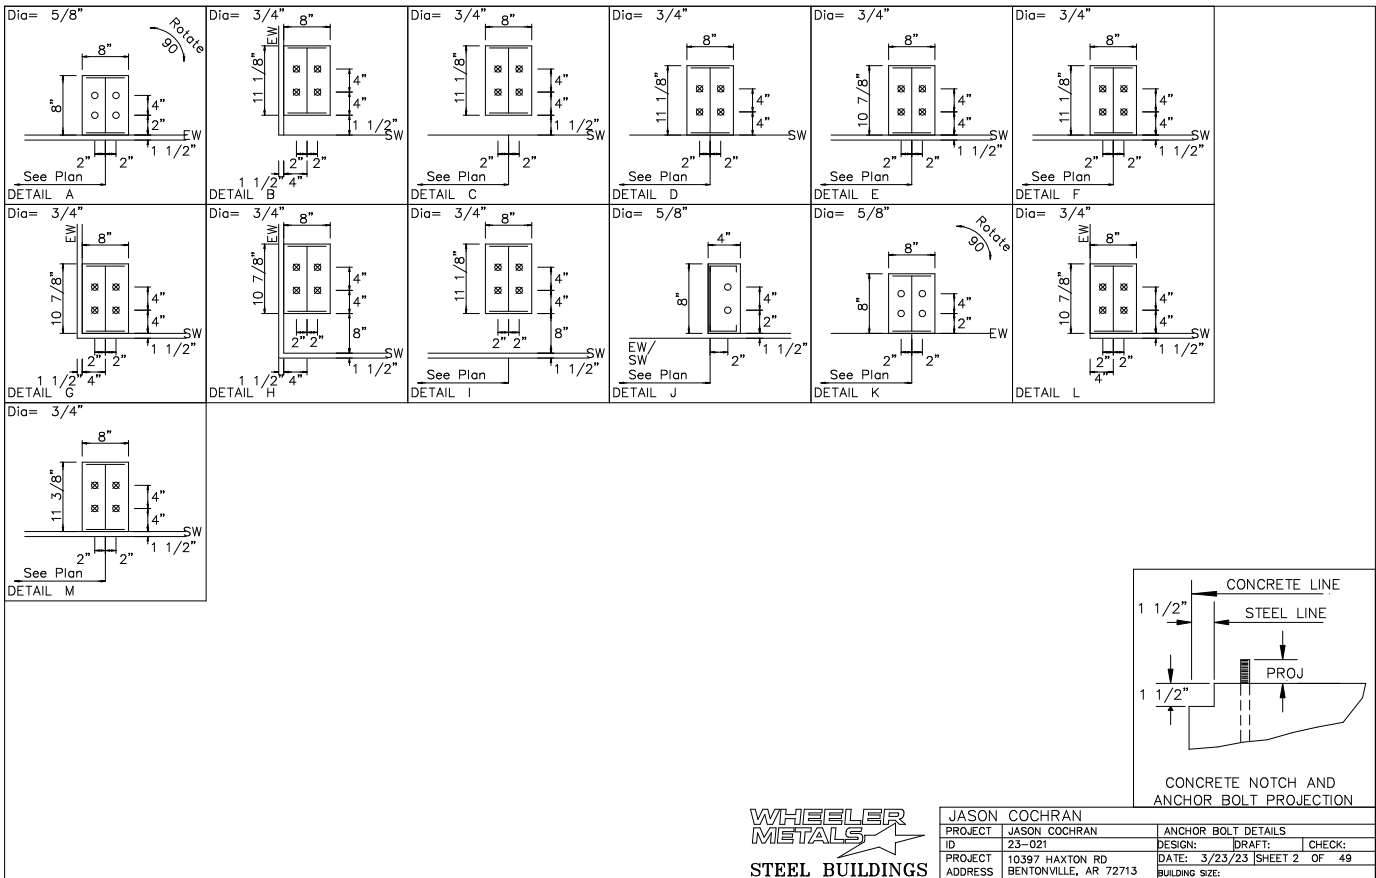 Dia= 5/8"
Rotate
90
8"
8"
4"
2"
EW
1 1/2"
2" 2"
See Plan
DETAIL A
Dia= 3/4"
EW
8"
11 1/8"
4"
4"
1 1/2"
SW
2" 2"
1 1/2" 4"
DETAIL B
Dia= 3/4"
8"
11 1/8"
4"
4"
1 1/2"
SW
2" 2"
See Plan
DETAIL C
Dia= 3/4"
8"
11 1/8"
4"
4"
SW
2" 2"
See Plan
DETAIL D
Dia= 3/4"
8"
10 7/8"
4"
4"
SW
1 1/2"
2" 2"
See Plan
DETAIL E
Dia= 3/4"
8"
11 1/8"
4"
4"
SW
1 1/2"
2" 2"
See Plan
DETAIL F
Dia= 3/4"
EW
8"
10 7/8"
4"
4"
SW
1 1/2"
2" 2"
1 1/2" 4"
DETAIL G
Dia= 3/4"
8"
10 7/8"
4"
4"
2" 2"
8"
SW
1 1/2"
1 1/2" 4"
DETAIL H
Dia= 3/4"
8"
11 1/8"
4"
4"
2" 2"
8"
SW
1 1/2"
See Plan
DETAIL I
Dia= 5/8"
4"
8"
4"
2"
EW/
SW
1 1/2"
2"
See Plan
DETAIL J
Dia= 5/8"
Rotate
90
8"
8"
4"
2"
EW
2" 2"
See Plan
DETAIL K
Dia= 3/4"
EW
8"
10 7/8"
4"
4"
SW
1 1/2"
2" 2"
4"
DETAIL L
Dia= 3/4"
8"
11 3/8"
4"
4"
SW
1 1/2"
2" 2"
See Plan
DETAIL M
CONCRETE LINE
1 1/2"
STEEL LINE
PROJ
1 1/2"
CONCRETE NOTCH AND
ANCHOR BOLT PROJECTION
WHEELER
METALS
STEEL BUILDINGS
JASON COCHRAN
PROJECT JASON COCHRAN ANCHOR BOLT DETAILS
ID 23-021 DESIGN: DRAFT: CHECK:
PROJECT 10397 HAXTON RD DATE: 3/23/23 SHEET 2 OF 49
ADDRESS BENTONVILLE, AR 72713 BUILDING SIZE: